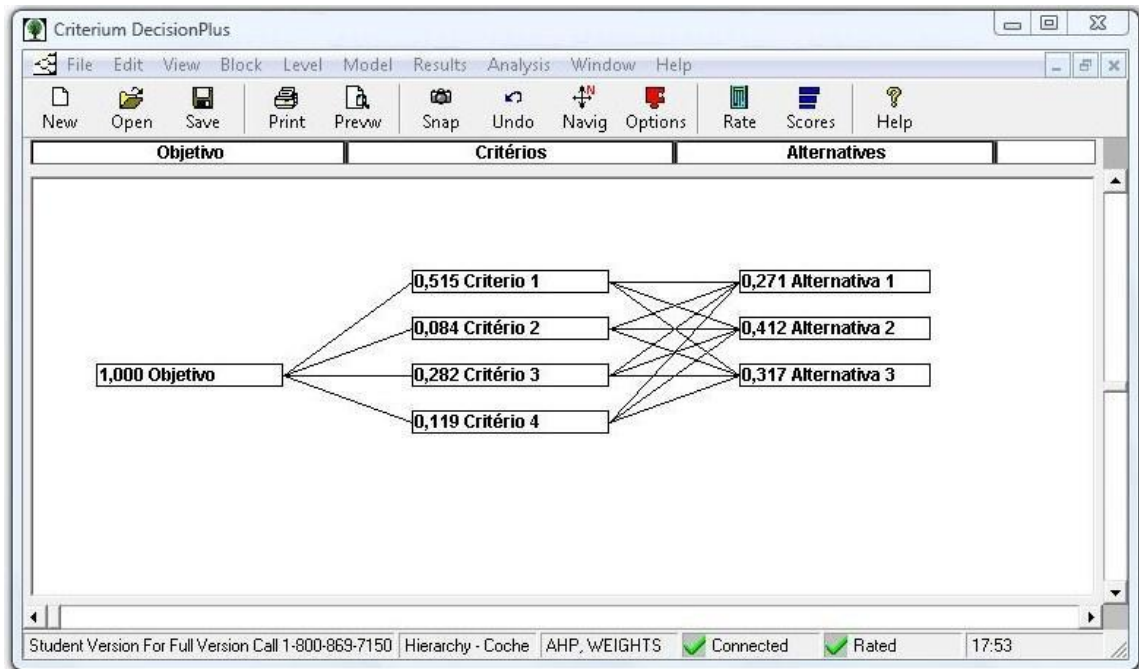 Criterium DecisionPlus
File Edit View Block Level Model Results Analysis Window Help
New Open Save Print Prevw Snap Undo Navig Options Rate Scores Help
Objetivo Critérios Alternatives
0,515 Criterio 1 0,271 Alternativa 1
0,084 Critério 2 0,412 Alternativa 2
1,000 Objetivo 0,282 Critério 3 0,317 Alternativa 3
0,119 Critério 4
Student Version For Full Version Call 1-800-869-7150 Hierarchy - Coche AHP, WEIGHTS Connected Rated 17:53